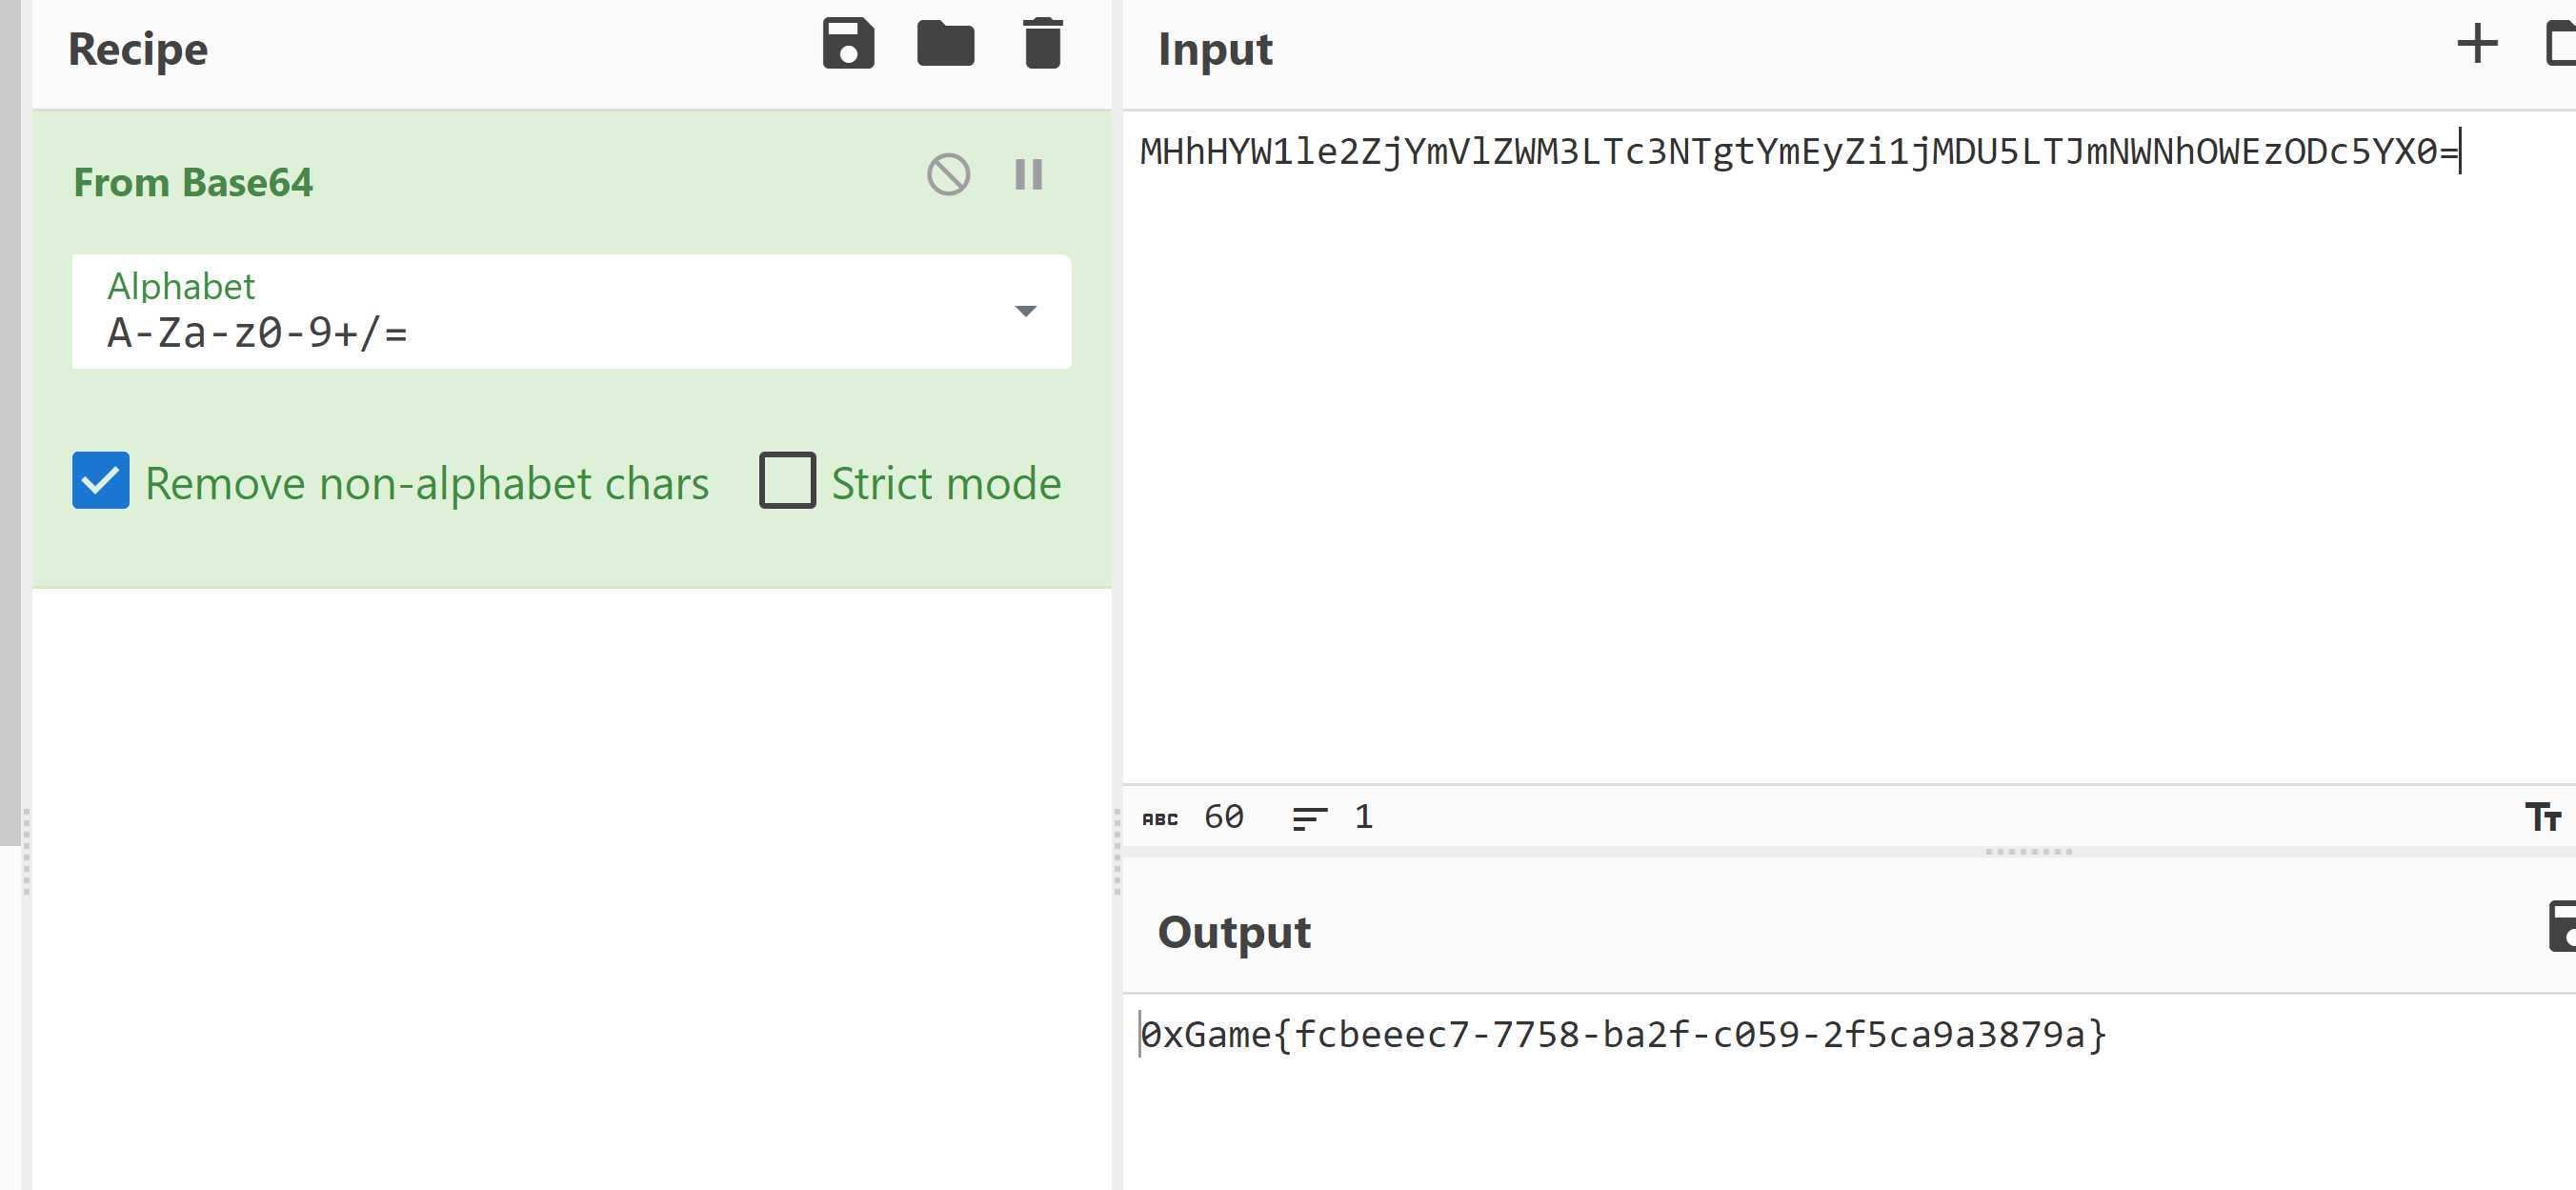 Recipe
From Base64
Alphabet
A-Za-z0-9+/=
Remove non-alphabet chars
Strict mode
Input
MHhHYW1le2ZjYmVlZWM3LTc3NTgtYmEyZi1jMDU5LTJmNWNhOWEzODc5YX0=
ABC 60 1
Tт
Output
0xGame{fcbeeec7-7758-ba2f-c059-2f5ca9a3879a}